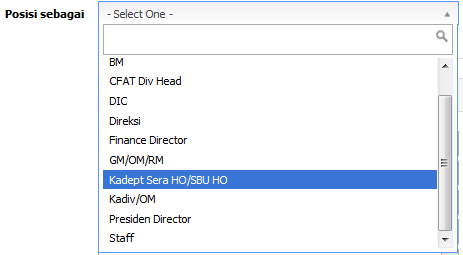 Posisi sebagai
- Select One -
BM
CFAT Div Head
DIC
Direksi
Finance Director
GM/OM/RM
Kadept Sera HO/SBU HO
Kadiv/OM
Presiden Director
Staff